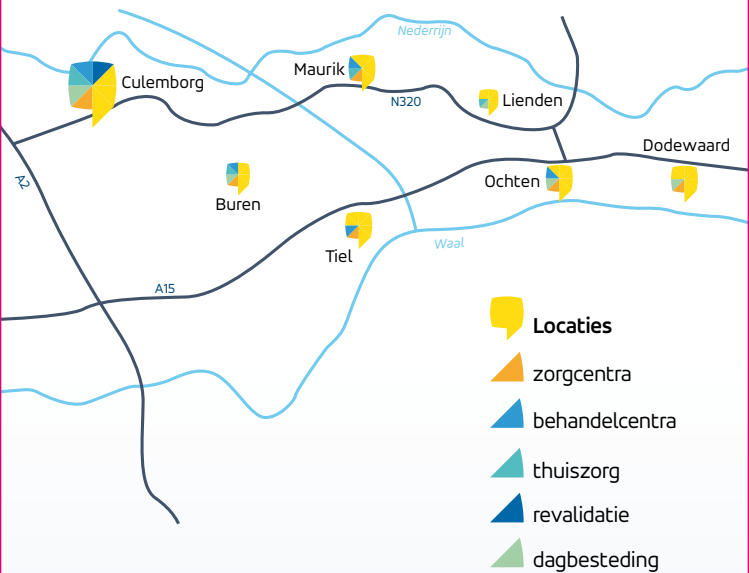 Nederrijn
Maurik
Culemborg
N320
Lienden
Dodewaard
A2
Ochten
Buren
Waal
Tiel
A15
Locaties
zorgcentra
behandelcentra
thuiszorg
revalidatie
dagbesteding